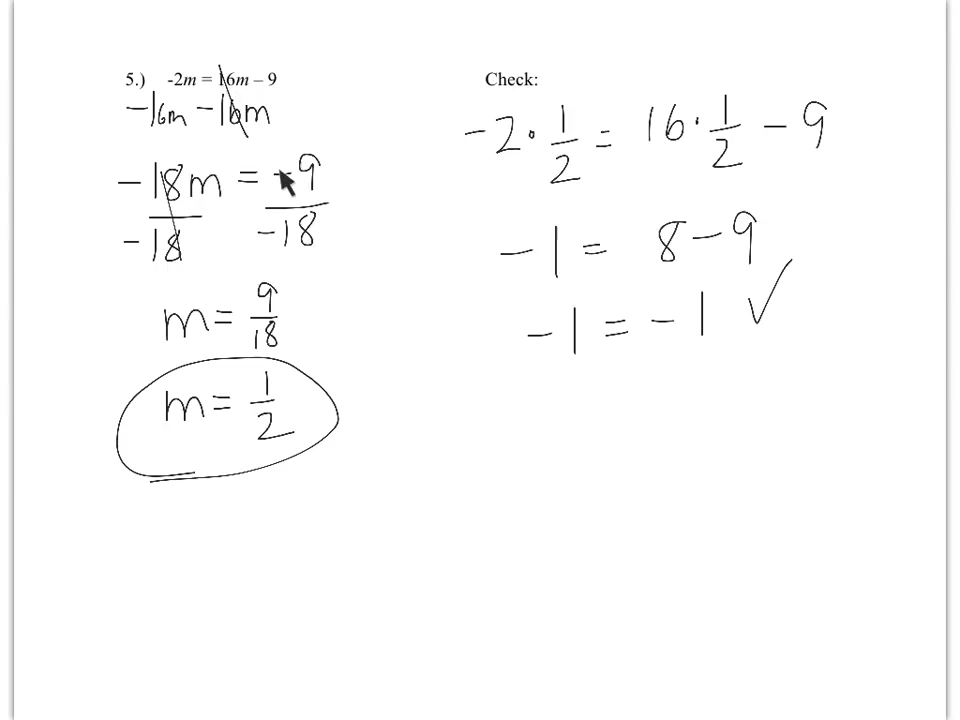 5.) -2m = 16m – 9
-16m -16m
-18m = -9
-18 -18
m = 9/18
m = 1/2
Check:
-2 · 1/2 = 16 · 1/2 - 9
-1 = 8 - 9
-1 = -1 ✓